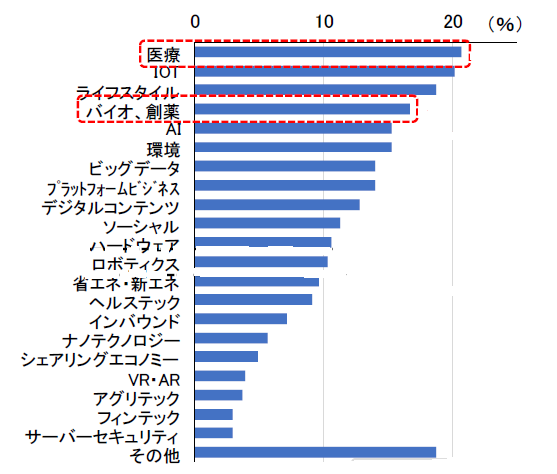 0 10 20 （％）
医療
IOT
ライフスタイル
バイオ、創薬
AI
環境
ビッグデータ
ﾌﾟﾗｯﾄﾌｫｰﾑﾋﾞｼﾞﾈｽ
デジタルコンテンツ
ソーシャル
ハードウェア
ロボティクス
省エネ・新エネ
ヘルステック
インバウンド
ナノテクノロジー
シェアリングエコノミー
VR・AR
アグリテック
フィンテック
サーバーセキュリティ
その他